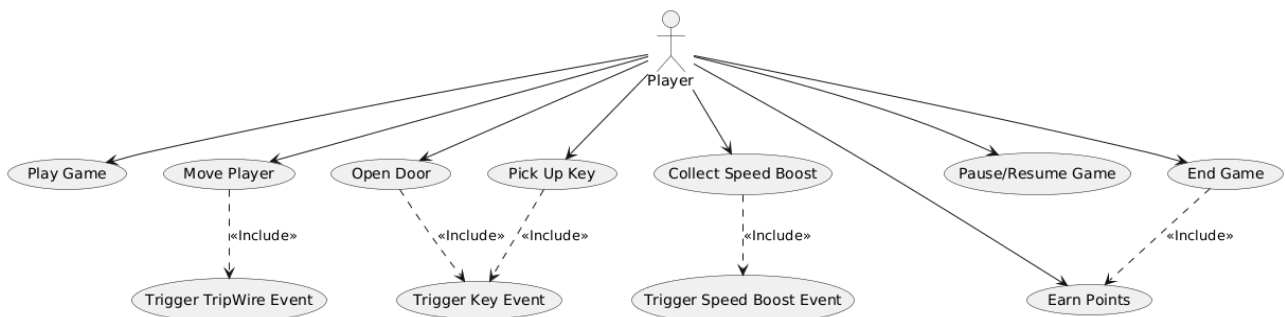 Player
Play Game
Move Player
Open Door
Pick Up Key
Collect Speed Boost
Pause/Resume Game
End Game
«Include»
«Include»
«Include»
«Include»
«Include»
Trigger TripWire Event
Trigger Key Event
Trigger Speed Boost Event
Earn Points